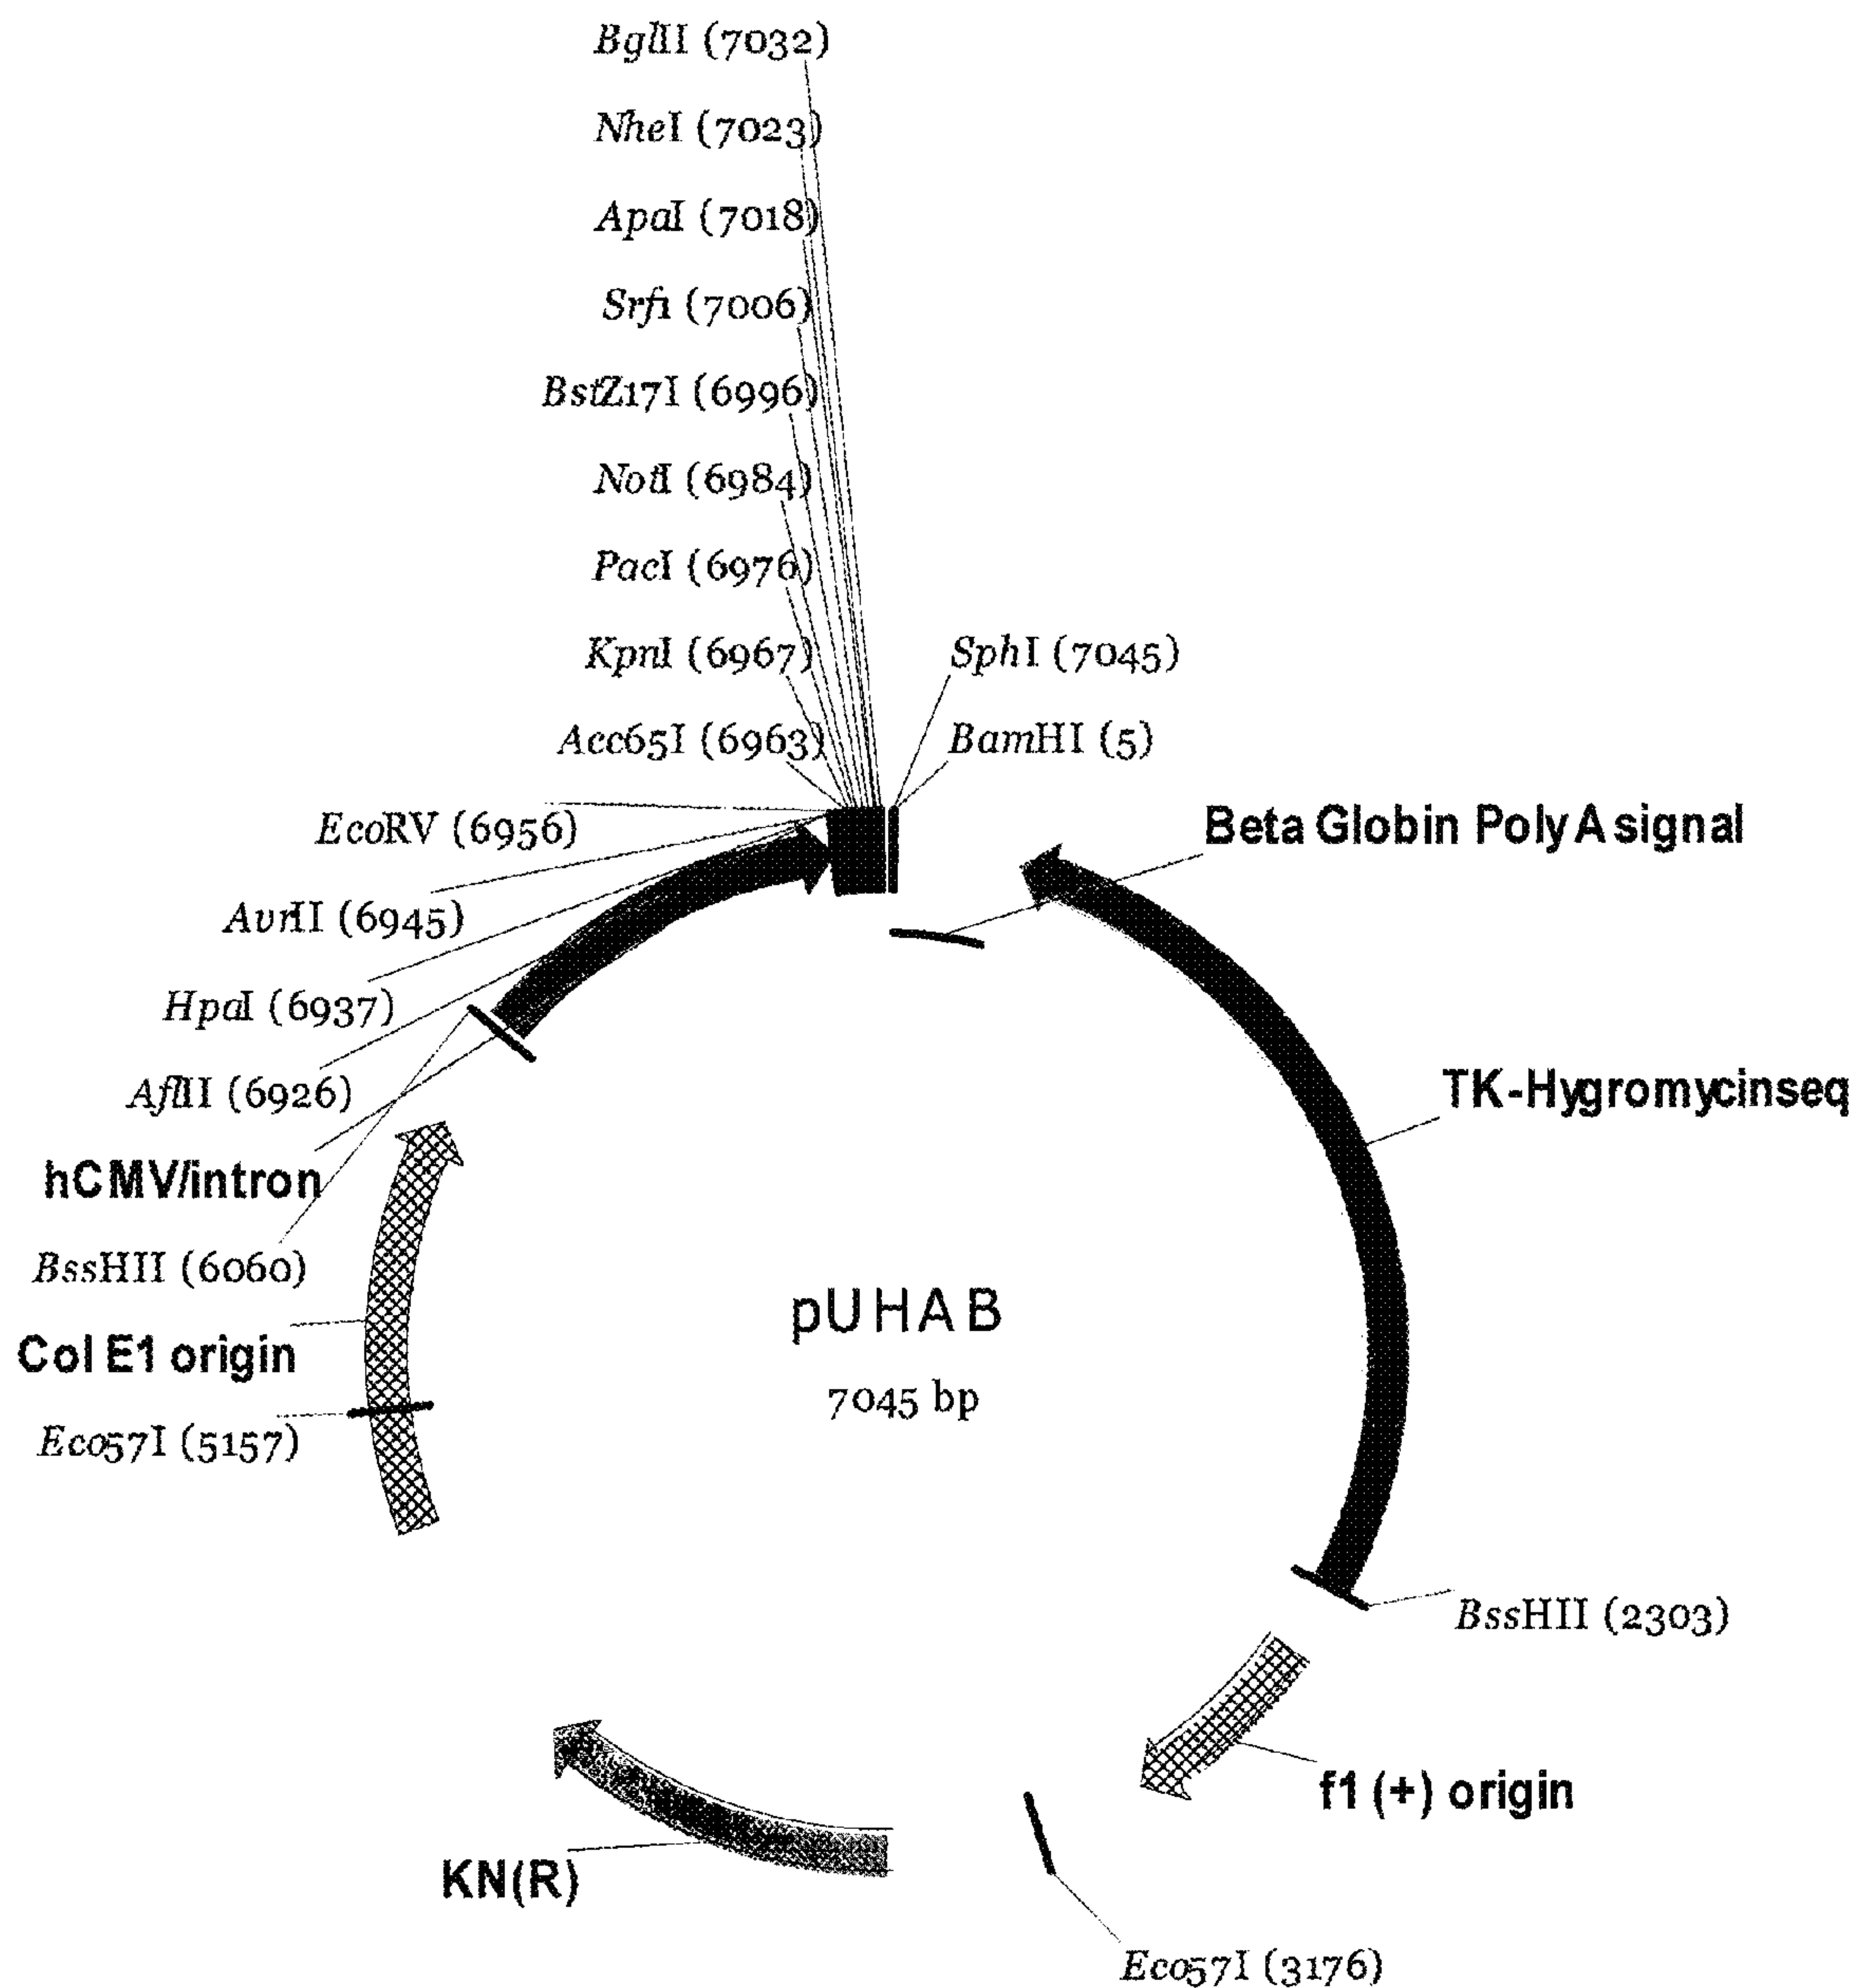 BglII (7032)
NheI (7023)
ApaI (7018)
Srf1 (7006)
BstZ17I (6996)
NotI (6984)
PacI (6976)
KpnI (6967)
SphI (7045)
Acc65I (6963)
BamHI (5)
EcoRV (6956)
Beta Globin Poly A signal
AvrII (6945)
HpaI (6937)
AflII (6926)
TK-Hygromycinseq
hCMV/intron
BssHII (6060)
pUHAB
Col E1 origin
7045 bp
Eco57I (5157)
BssHII (2303)
f1 (+) origin
KN(R)
Eco57I (3176)